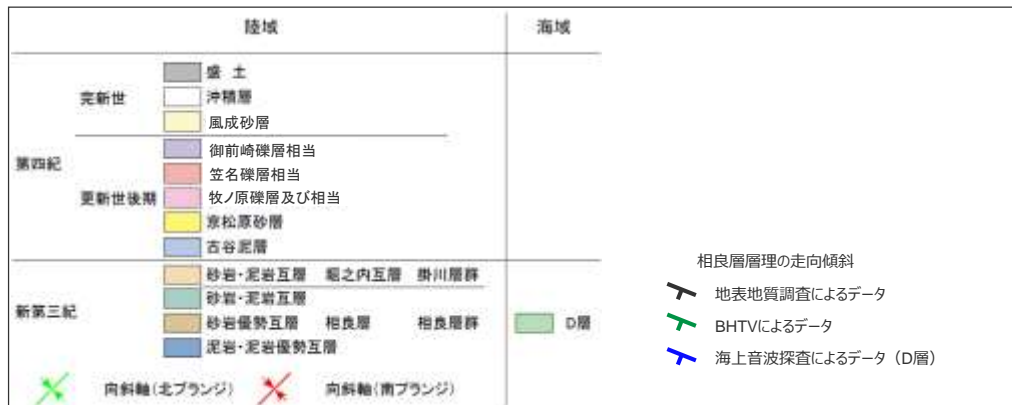 陸域 海域
盛 土
完新世 沖積層
風成砂層
御前崎礫層相当
第四紀
笠名礫層相当
更新世後期 牧ノ原礫層及び相当
京松原砂層
古谷泥層
相良層層理の走向傾斜
砂岩・泥岩互層 堀之内互層 掛川層群
地表地質調査によるデータ
砂岩・泥岩互層
新第三紀
砂岩優勢互層 相良層 相良層群 D層
BHTVによるデータ
泥岩・泥岩優勢互層
海上音波探査によるデータ（D層）
向斜軸(北プランジ) 向斜軸(南プランジ)